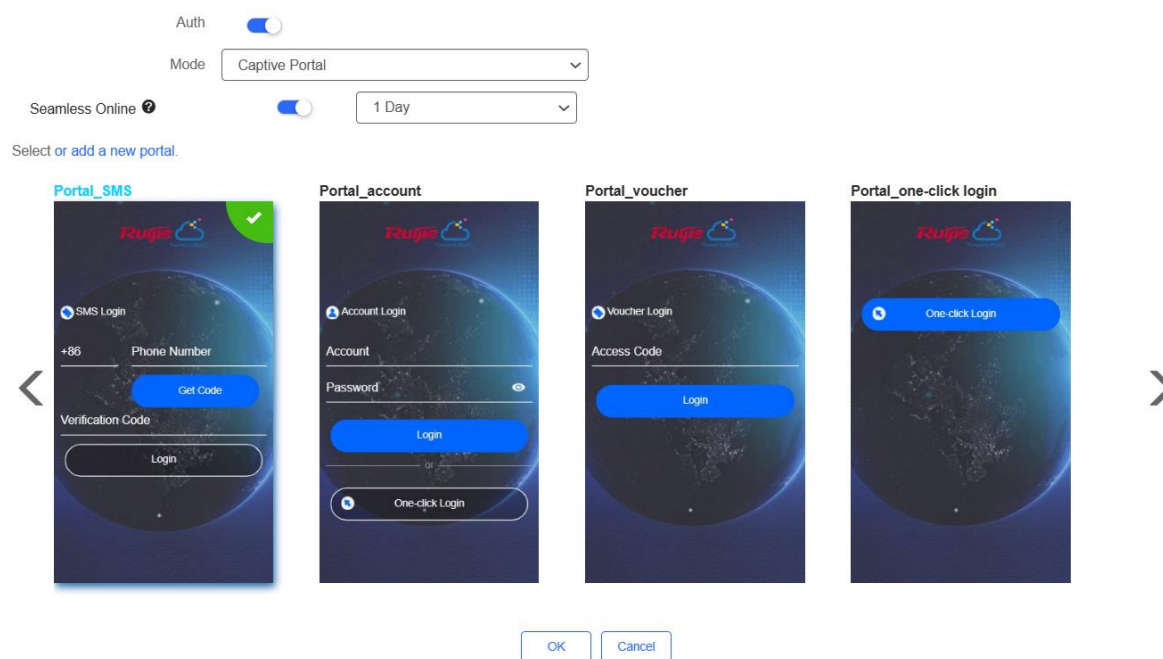 Auth
Mode Captive Portal
Seamless Online ? 1 Day
Select or add a new portal.
Portal_SMS
Ruijie
SMS Login
+86 Phone Number
Get Code
Verification Code
Login
Portal_account
Ruijie
Account Login
Account
Password
Login
or
One-click Login
Portal_voucher
Ruijie
Voucher Login
Access Code
Login
Portal_one-click login
Ruijie
One-click Login
OK Cancel